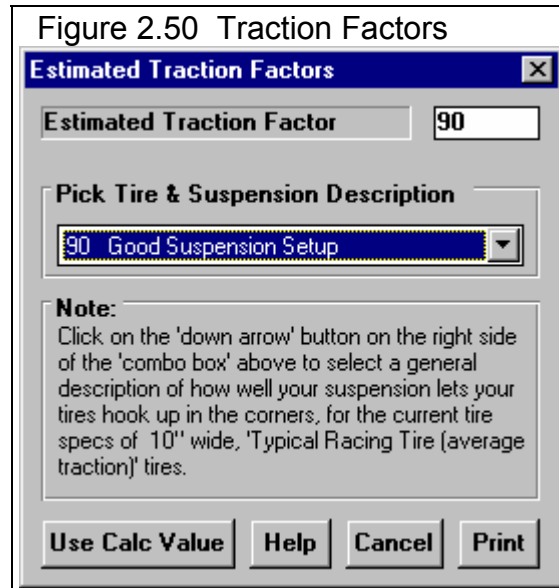 Figure 2.50 Traction Factors
Estimated Traction Factors
Estimated Traction Factor 90
Pick Tire & Suspension Description
90 Good Suspension Setup
Note:
Click on the 'down arrow' button on the right side
of the 'combo box' above to select a general
description of how well your suspension lets your
tires hook up in the corners, for the current tire
specs of 10" wide, 'Typical Racing Tire (average
traction)' tires.
Use Calc Value Help Cancel Print